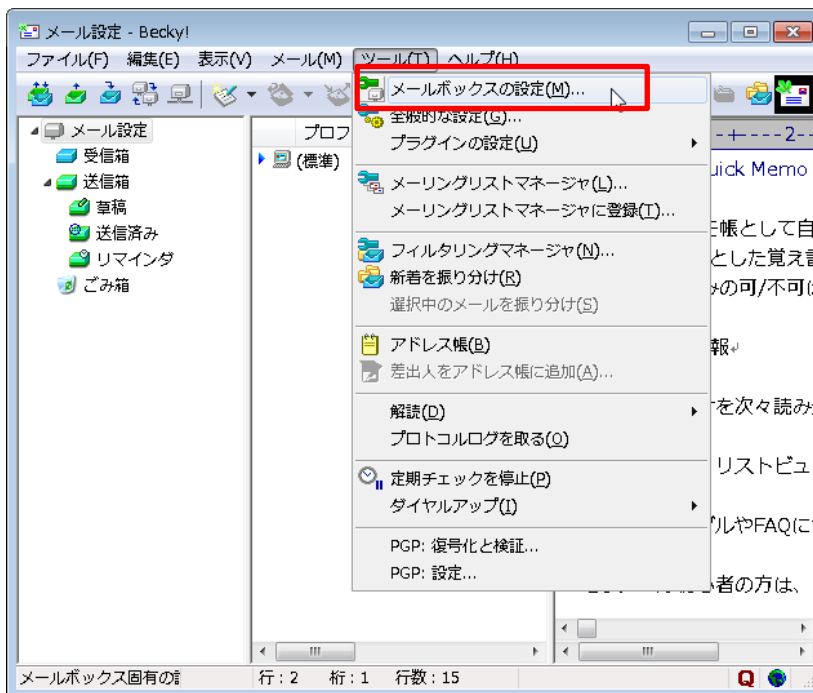 メール設定 - Becky!
ファイル(F) 編集(E) 表示(V) メール(M) ツール(T) ヘルプ(H)
メール設定
受信箱
送信箱
草稿
送信済み
リマインダ
ごみ箱
プロフ
(標準)
メールボックスの設定(M)...
全般的な設定(G)...
プラグインの設定(U)
メーリングリストマネージャ(L)...
メーリングリストマネージャに登録(T)...
フィルタリングマネージャ(N)...
新着を振り分け(R)
選択中のメールを振り分け(S)
アドレス帳(B)
差出人をアドレス帳に追加(A)...
解読(D)
プロトコルログを取る(O)
定期チェックを停止(P)
ダイヤルアップ(I)
PGP: 復号化と検証...
PGP: 設定...
-+----2--
uick Memo
帳として自
とした覚え
の可/不可
報
を次々読み
リストビュ
ルやFAQに
者の方は、
メールボックス固有の
行:2 桁:1 行数:15
Q